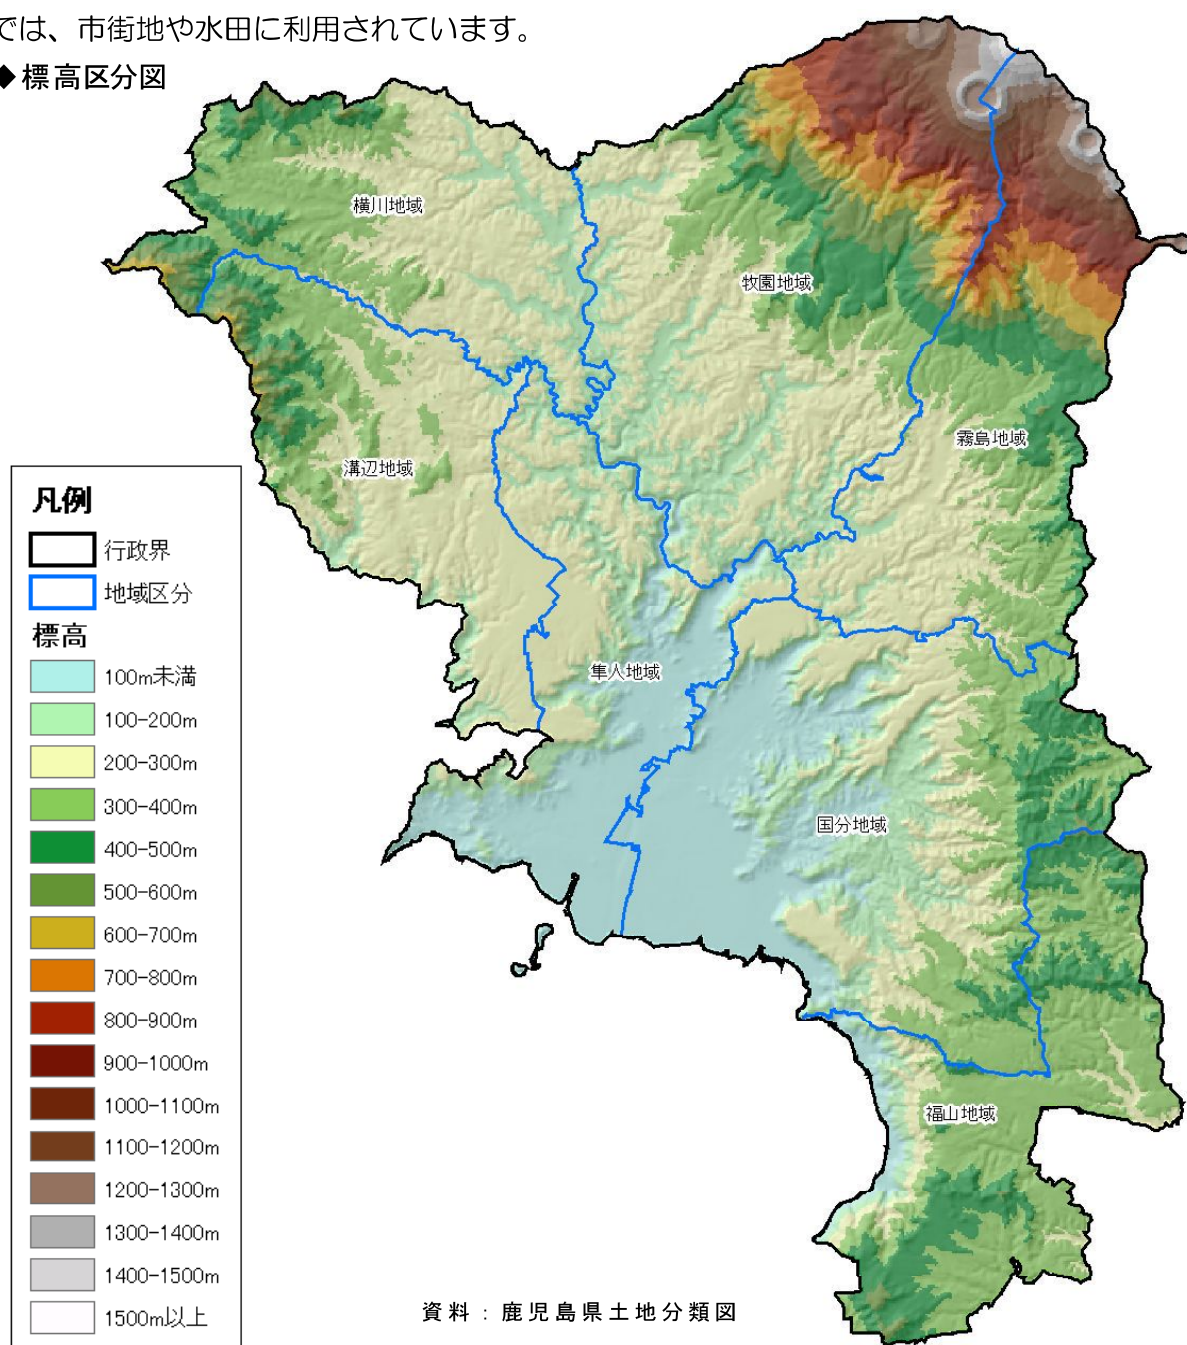 では、市街地や水田に利用されています。
◆標高区分図
横川地域
牧園地域
霧島地域
溝辺地域
隼人地域
国分地域
福山地域
凡例
行政界
地域区分
標高
100m未満
100-200m
200-300m
300-400m
400-500m
500-600m
600-700m
700-800m
800-900m
900-1000m
1000-1100m
1100-1200m
1200-1300m
1300-1400m
1400-1500m
1500m以上
資料：鹿児島県土地分類図